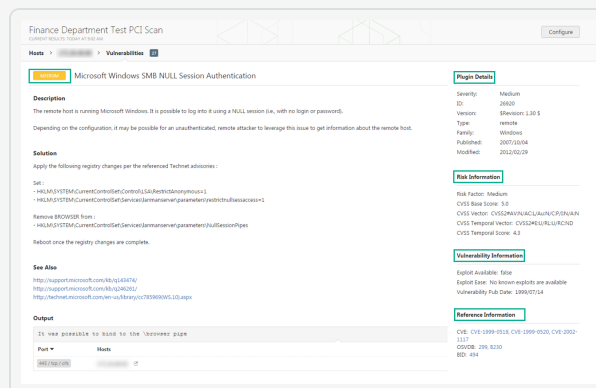 Finance Department Test PCI Scan
CURRENT RESULTS: TODAY AT 5:02 AM
Configure
Hosts > > Vulnerabilities 27
MEDIUM Microsoft Windows SMB NULL Session Authentication
Description
The remote host is running Microsoft Windows. It is possible to log into it using a NULL session (i.e., with no login or password).
Depending on the configuration, it may be possible for an unauthenticated, remote attacker to leverage this issue to get information about the remote host.
Solution
Apply the following registry changes per the referenced Technet advisories :
Set :
- HKLM\SYSTEM\CurrentControlSet\Control\LSA\RestrictAnonymous=1
- HKLM\SYSTEM\CurrentControlSet\Services\lanmanserver\parameters\restrictnullsessaccess=1
Remove BROWSER from :
- HKLM\SYSTEM\CurrentControlSet\Services\lanmanserver\parameters\NullSessionPipes
Reboot once the registry changes are complete.
See Also
http://support.microsoft.com/kb/q143474/
http://support.microsoft.com/kb/q246261/
http://technet.microsoft.com/en-us/library/cc785969(WS.10).aspx
Output
It was possible to bind to the \browser pipe
Port Hosts
445 / tcp / cifs
Plugin Details
Severity: Medium
ID: 26920
Version: $Revision: 1.30 $
Type: remote
Family: Windows
Published: 2007/10/04
Modified: 2012/02/29
Risk Information
Risk Factor: Medium
CVSS Base Score: 5.0
CVSS Vector: CVSS2#AV:N/AC:L/Au:N/C:P/I:N/A:N
CVSS Temporal Vector: CVSS2#E:U/RL:U/RC:ND
CVSS Temporal Score: 4.3
Vulnerability Information
Exploit Available: false
Exploit Ease: No known exploits are available
Vulnerability Pub Date: 1999/07/14
Reference Information
CVE: CVE-1999-0519, CVE-1999-0520, CVE-2002-
1117
OSVDB: 299, 8230
BID: 494